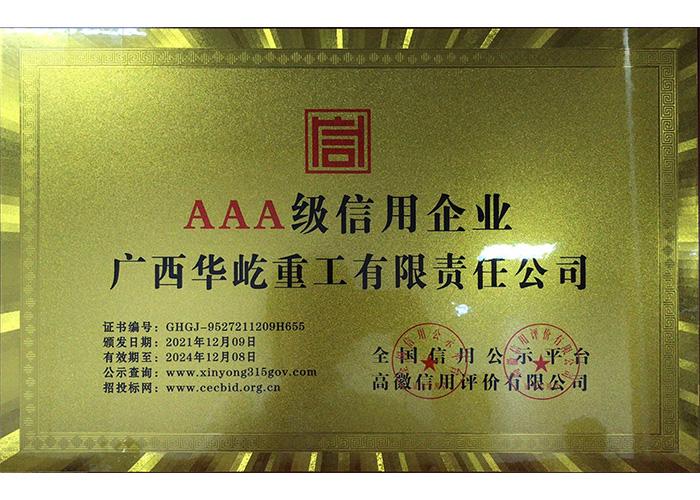 AAA级信用企业
广西华屹重工有限责任公司
证书编号：GHGJ-9527211209H655
颁发日期：2021年12月09日
有效期至：2024年12月08日
公示查询：www.xinyong315gov.com
招投标网：www.cecbid.org.cn
全国信用公示平台
高徽信用评价有限公司